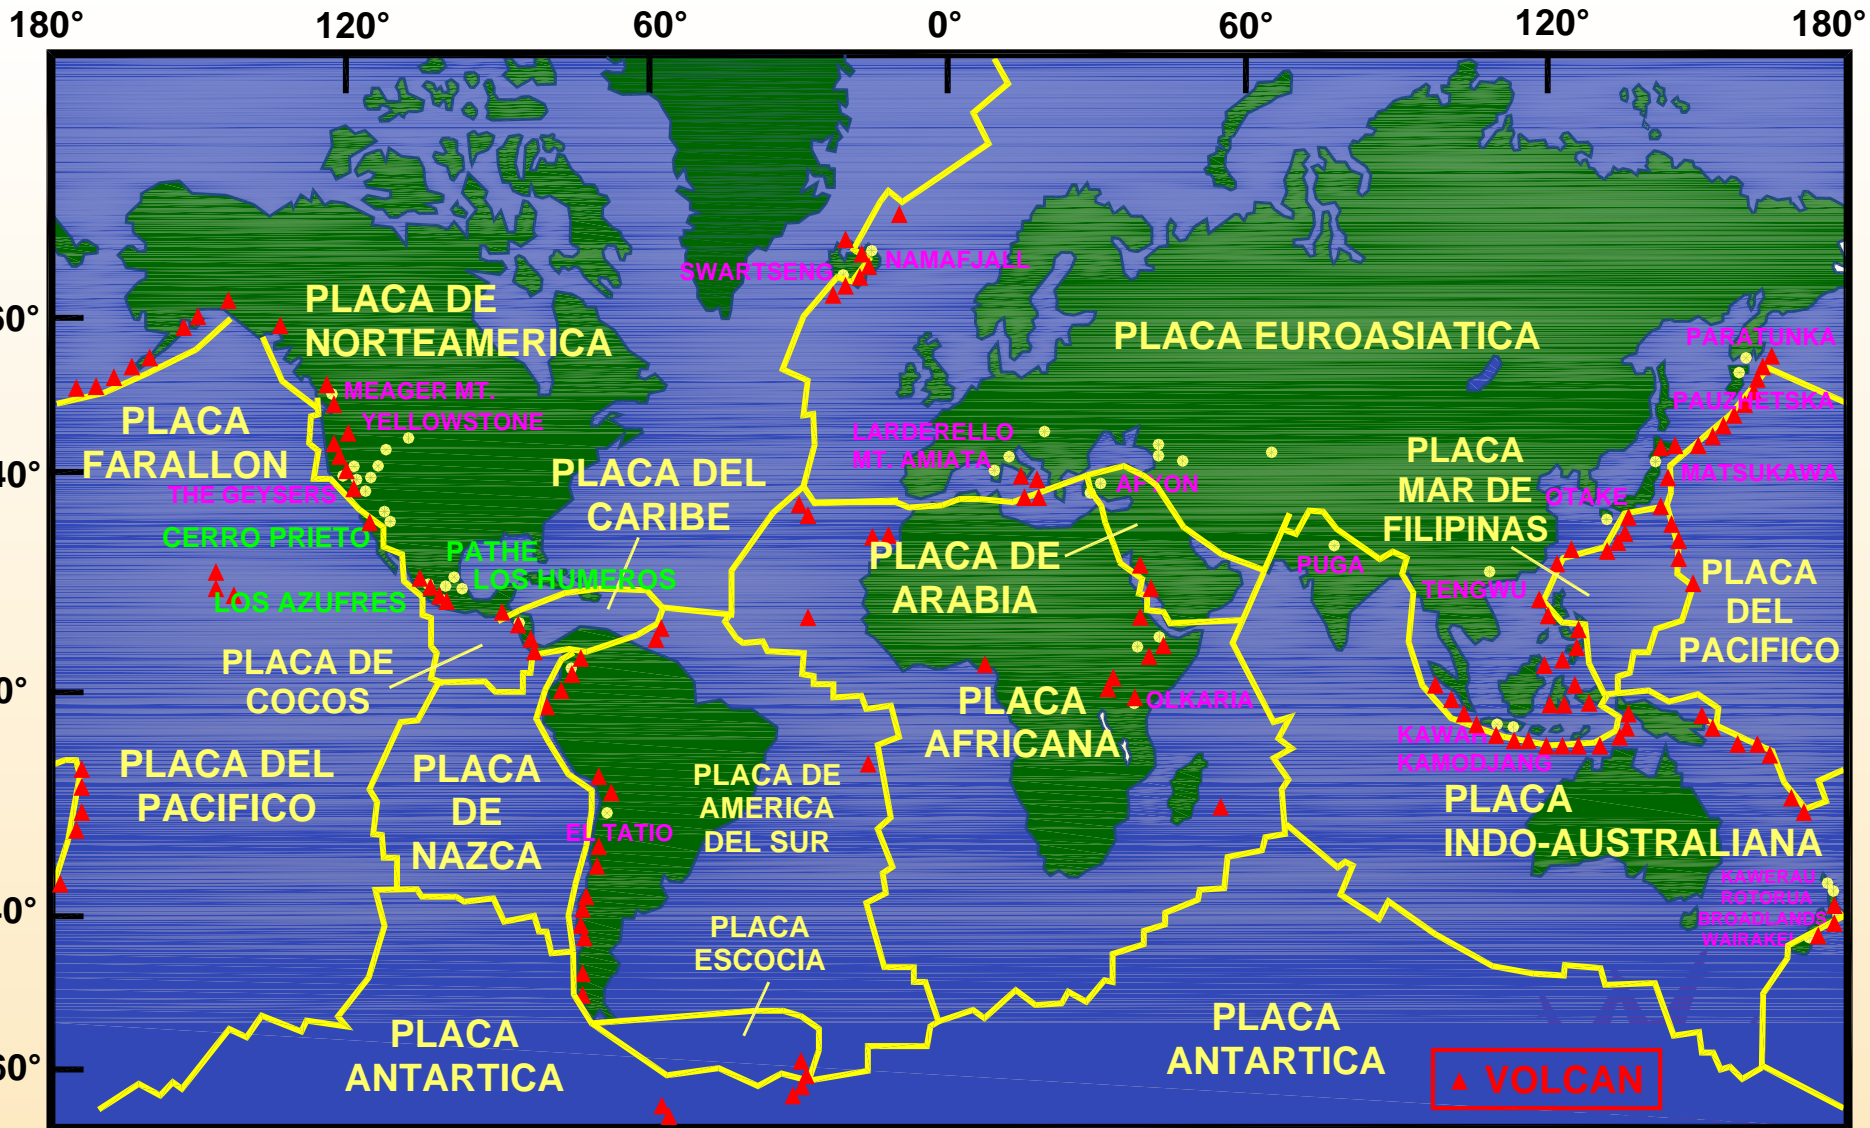 180°
120°
60°
0°
60°
120°
180°
60°
40°
0°
40°
60°
NAMAFJALL
SWARTSENG
PLACA DE
NORTEAMERICA
PLACA EUROASIATICA
PARATUNKA
MEAGER MT.
YELLOWSTONE
PAUZHETSKA
PLACA
FARALLON
LARDERELLO
MT. AMIATA
PLACA
MAR DE
FILIPINAS
PLACA DEL
CARIBE
AFYON
MATSUKAWA
OTAKE
THE GEYSERS
CERRO PRIETO
PATHE
LOS HUMEROS
LOS AZUFRES
PLACA DE
ARABIA
PUGA
TENGWU
PLACA
DEL
PACIFICO
PLACA DE
COCOS
PLACA
AFRICANA
OLKARIA
KAWAH
KAMODJANG
PLACA DEL
PACIFICO
PLACA
DE
NAZCA
PLACA DE
AMERICA
DEL SUR
EL TATIO
PLACA
INDO-AUSTRALIANA
KAWERAU
ROTORUA
BROADLANDS
WAIRAKEI
PLACA
ESCOCIA
PLACA
ANTARTICA
PLACA
ANTARTICA
VOLCAN